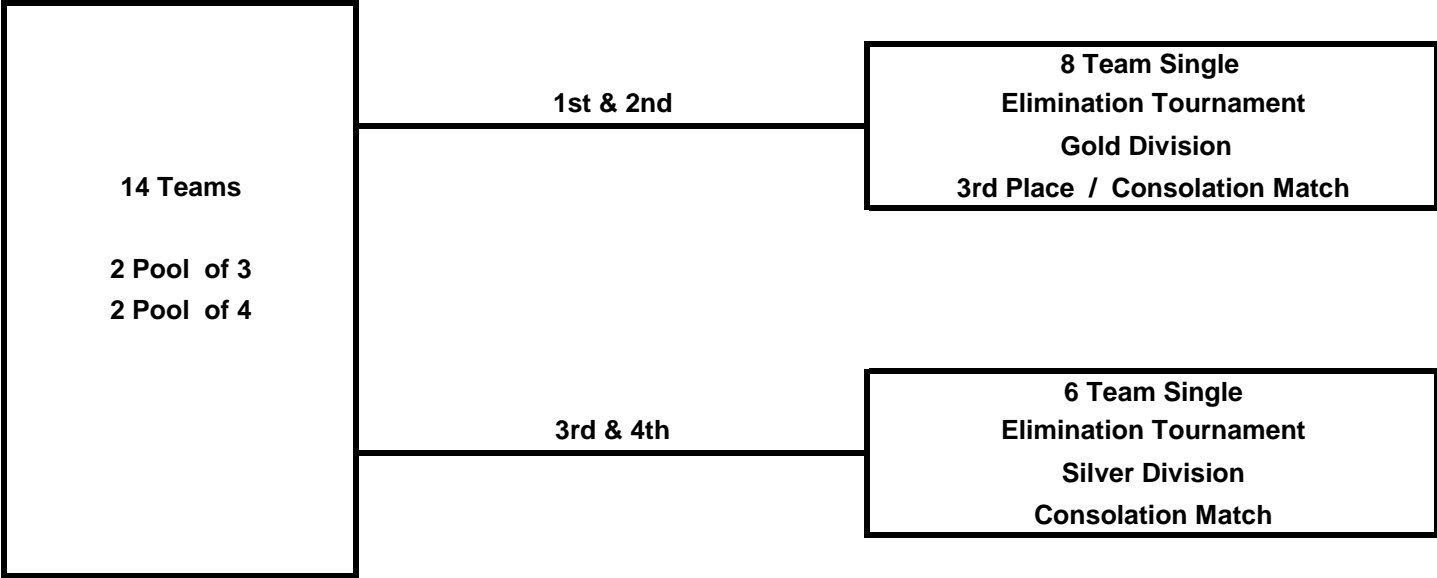 14 Teams
2 Pool of 3
2 Pool of 4
1st & 2nd
8 Team Single
Elimination Tournament
Gold Division
3rd Place / Consolation Match
3rd & 4th
6 Team Single
Elimination Tournament
Silver Division
Consolation Match